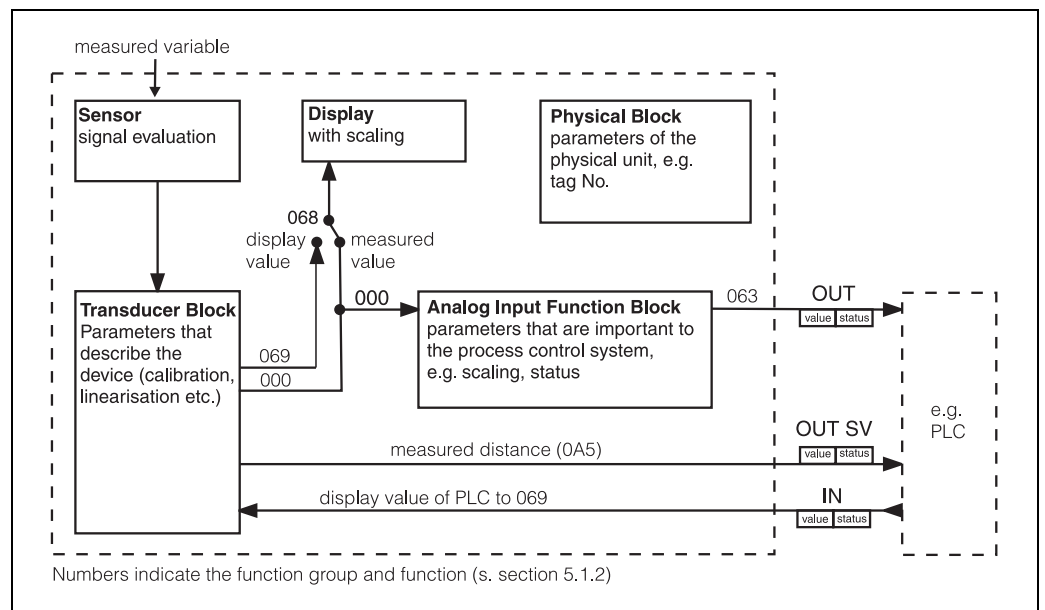 measured variable
Sensor
signal evaluation
Display
with scaling
Physical Block
parameters of the
physical unit, e.g.
tag No.
068
display
value
measured
value
000
Transducer Block
Parameters that
describe the
device (calibration,
linearisation etc.)
069
000
Analog Input Function Block
parameters that are important to
the process control system,
e.g. scaling, status
063
OUT
value status
e.g.
PLC
measured distance (0A5)
OUT SV
value status
display value of PLC to 069
IN
value status
Numbers indicate the function group and function (s. section 5.1.2)